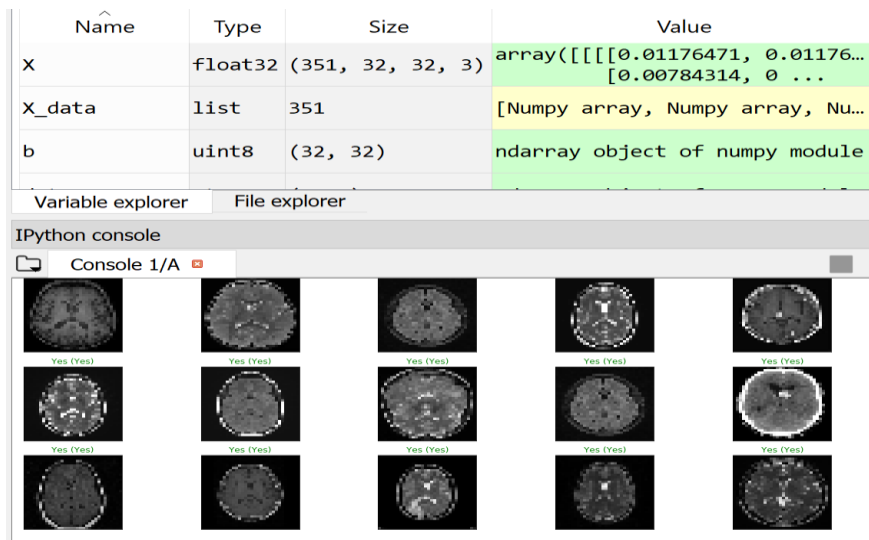 Name Type Size Value
X float32 (351, 32, 32, 3) array([[[[0.01176471, 0.01176…
[0.00784314, 0 ...
X_data list 351 [Numpy array, Numpy array, Nu…
b uint8 (32, 32) ndarray object of numpy module
Variable explorer File explorer
IPython console
Console 1/A
Yes (Yes) Yes (Yes) Yes (Yes) Yes (Yes) Yes (Yes)
Yes (Yes) Yes (Yes) Yes (Yes) Yes (Yes) Yes (Yes)